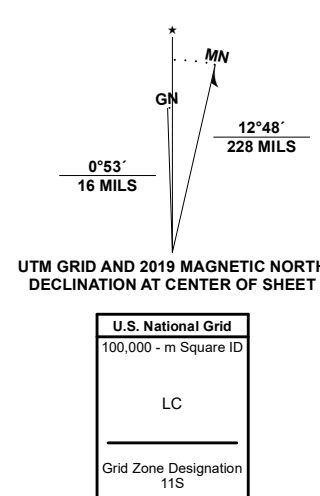 ★
MN
GN
12°48´
228 MILS
0°53´
16 MILS
UTM GRID AND 2019 MAGNETIC NORTH
DECLINATION AT CENTER OF SHEET
U.S. National Grid
100,000 - m Square ID
LC
Grid Zone Designation
11S